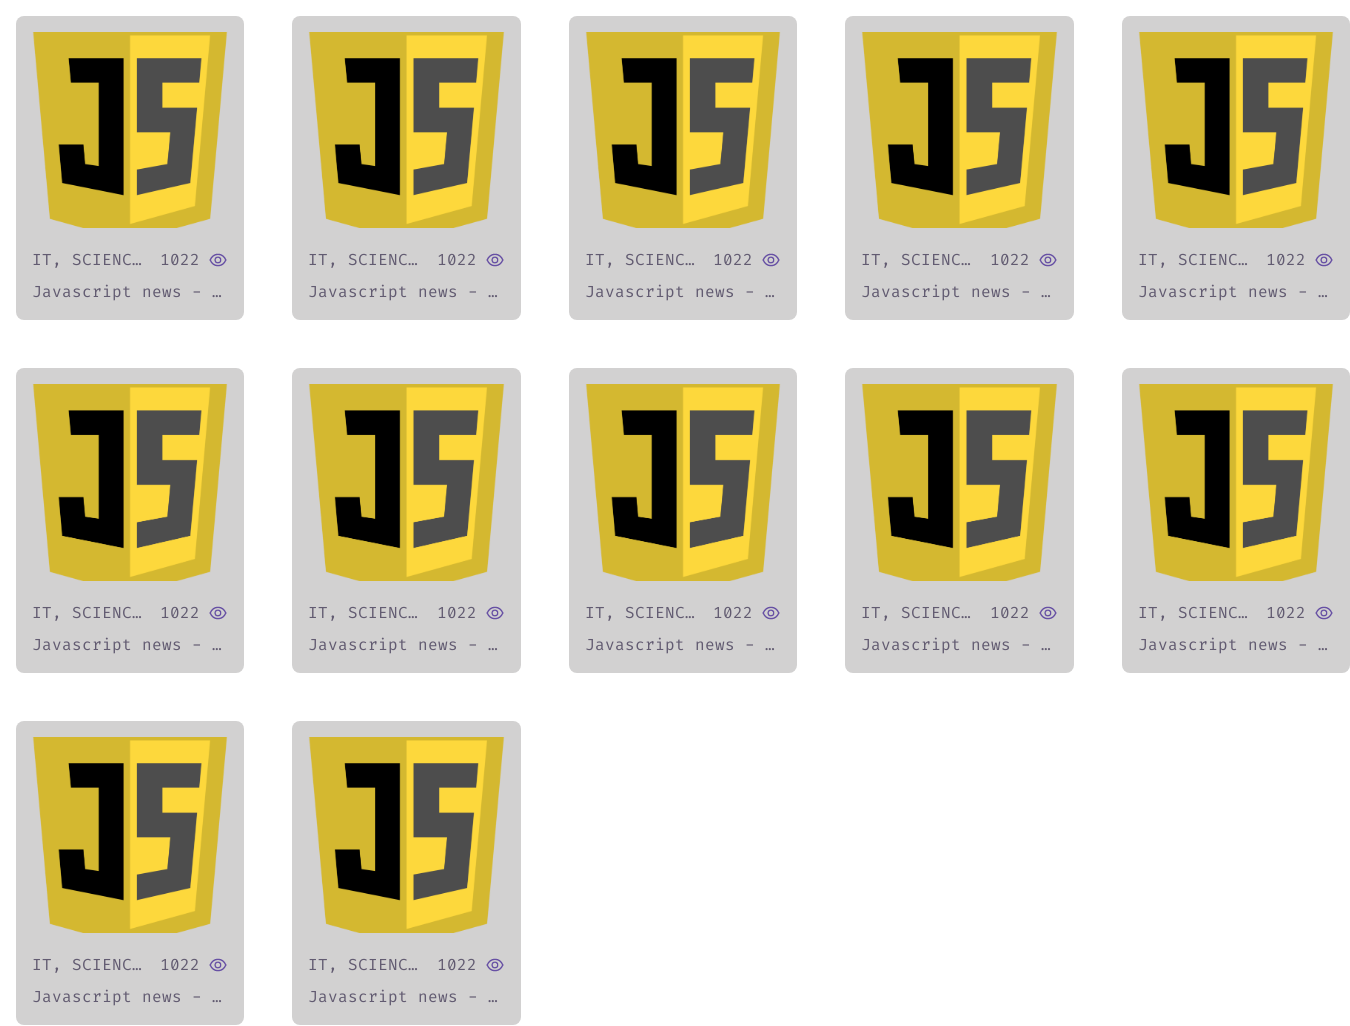 JS JS JS JS JS
IT, SCIENC… 1022 IT, SCIENC… 1022 IT, SCIENC… 1022 IT, SCIENC… 1022 IT, SCIENC… 1022
Javascript news - … Javascript news - … Javascript news - … Javascript news - … Javascript news - …
JS JS JS JS JS
IT, SCIENC… 1022 IT, SCIENC… 1022 IT, SCIENC… 1022 IT, SCIENC… 1022 IT, SCIENC… 1022
Javascript news - … Javascript news - … Javascript news - … Javascript news - … Javascript news - …
JS JS
IT, SCIENC… 1022 IT, SCIENC… 1022
Javascript news - … Javascript news - …